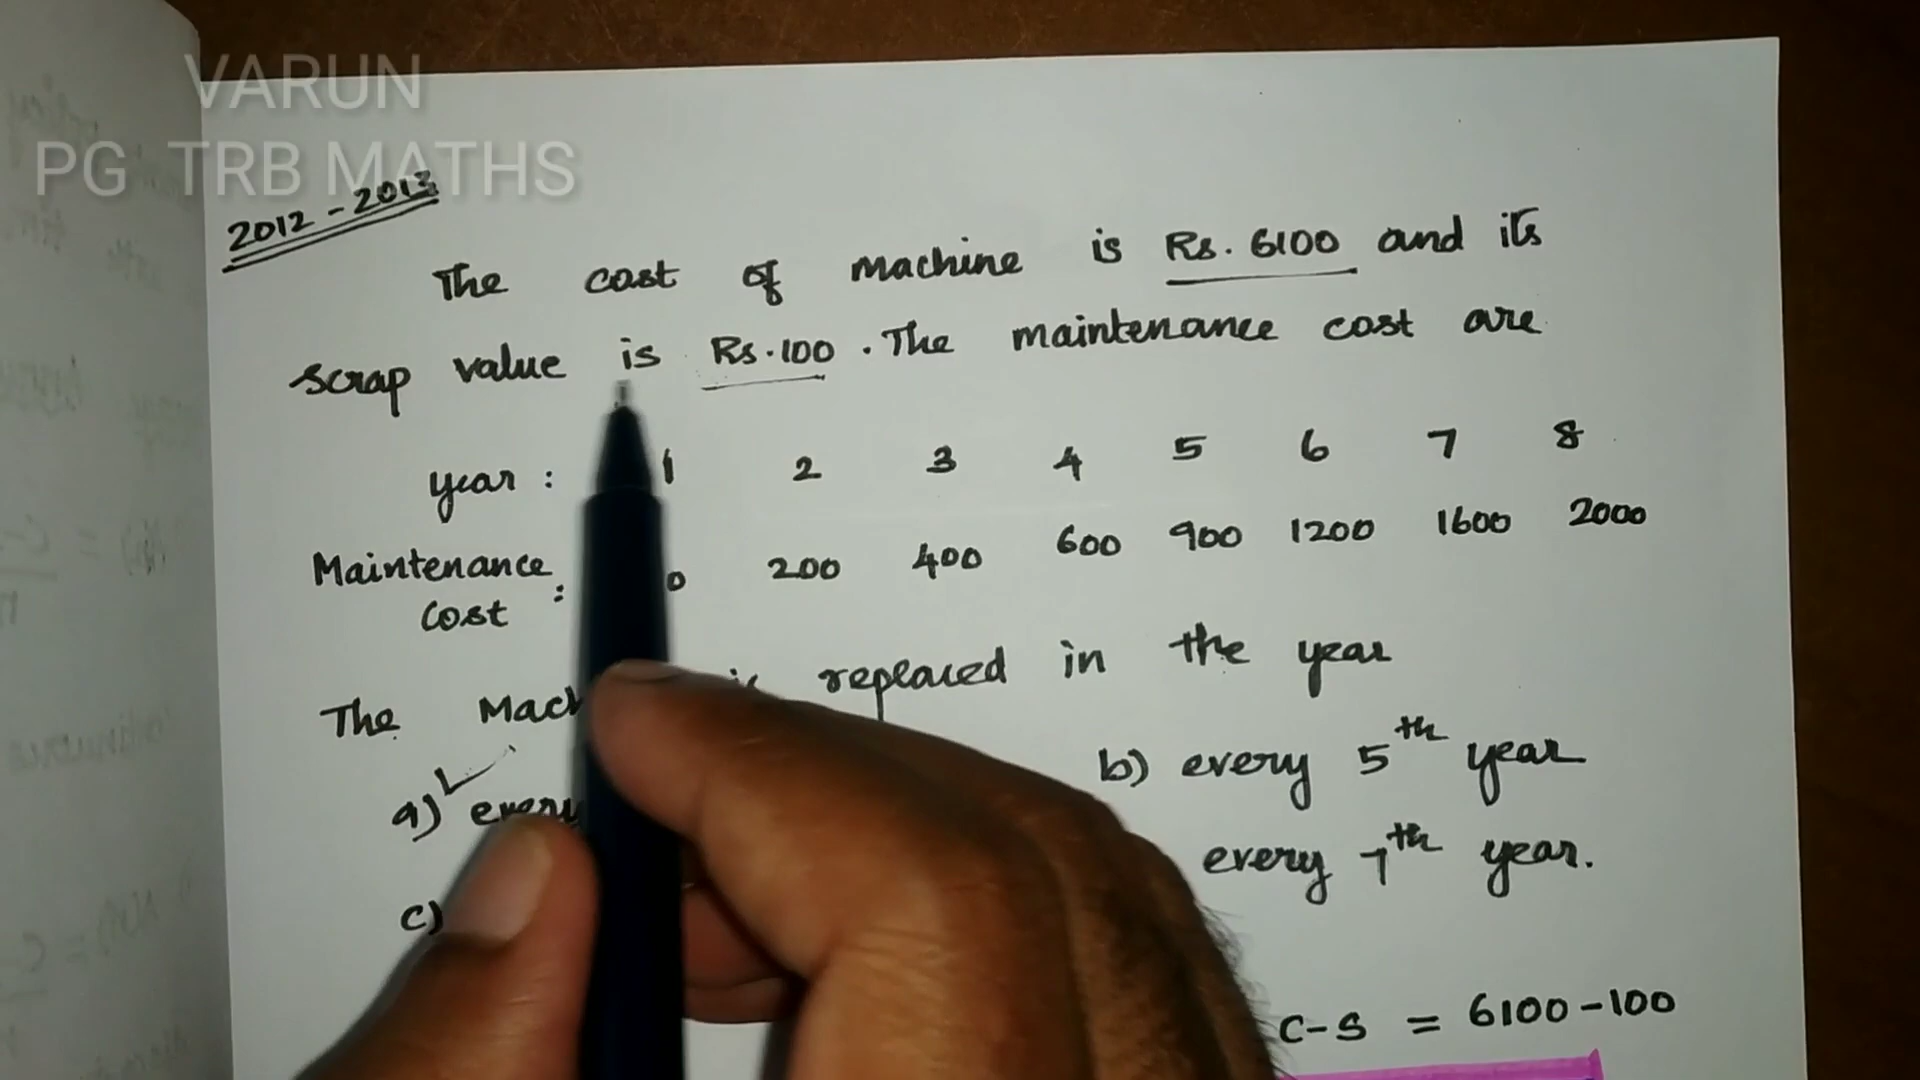 VARUN
PG TRB MATHS
2012 - 2013
The cost of machine is Rs. 6100 and its
scrap value is Rs. 100. The maintenance cost are
year : 1 2 3 4 5 6 7 8
Maintenance 200 400 600 900 1200 1600 2000
Cost :
The replaced in the year
a) every b) every 5th year
c) every 7th year.
C-S = 6100-100